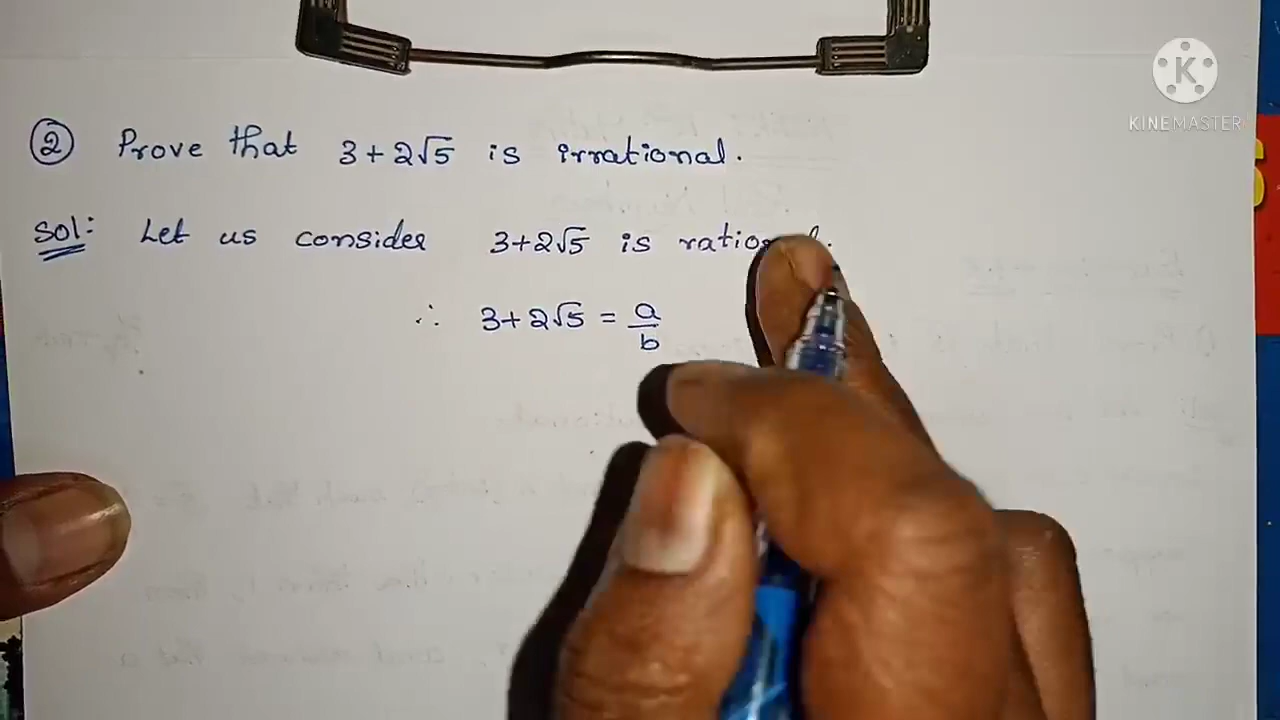 K
KINEMASTER
② Prove that 3+2√5 is irrational.
Sol: Let us consider 3+2√5 is
∴ 3+2√5 = a/b